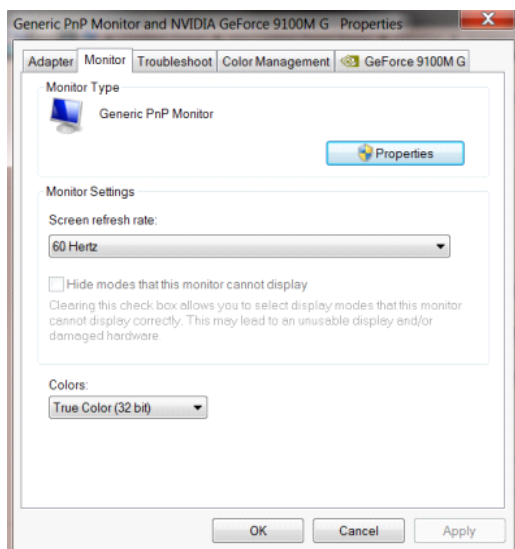 Generic PnP Monitor and NVIDIA GeForce 9100M G Properties
X
Adapter Monitor Troubleshoot Color Management GeForce 9100M G
Monitor Type
Generic PnP Monitor
Properties
Monitor Settings
Screen refresh rate:
60 Hertz
Hide modes that this monitor cannot display
Clearing this check box allows you to select display modes that this monitor
cannot display correctly. This may lead to an unusable display and/or
damaged hardware.
Colors:
True Color (32 bit)
OK Cancel Apply